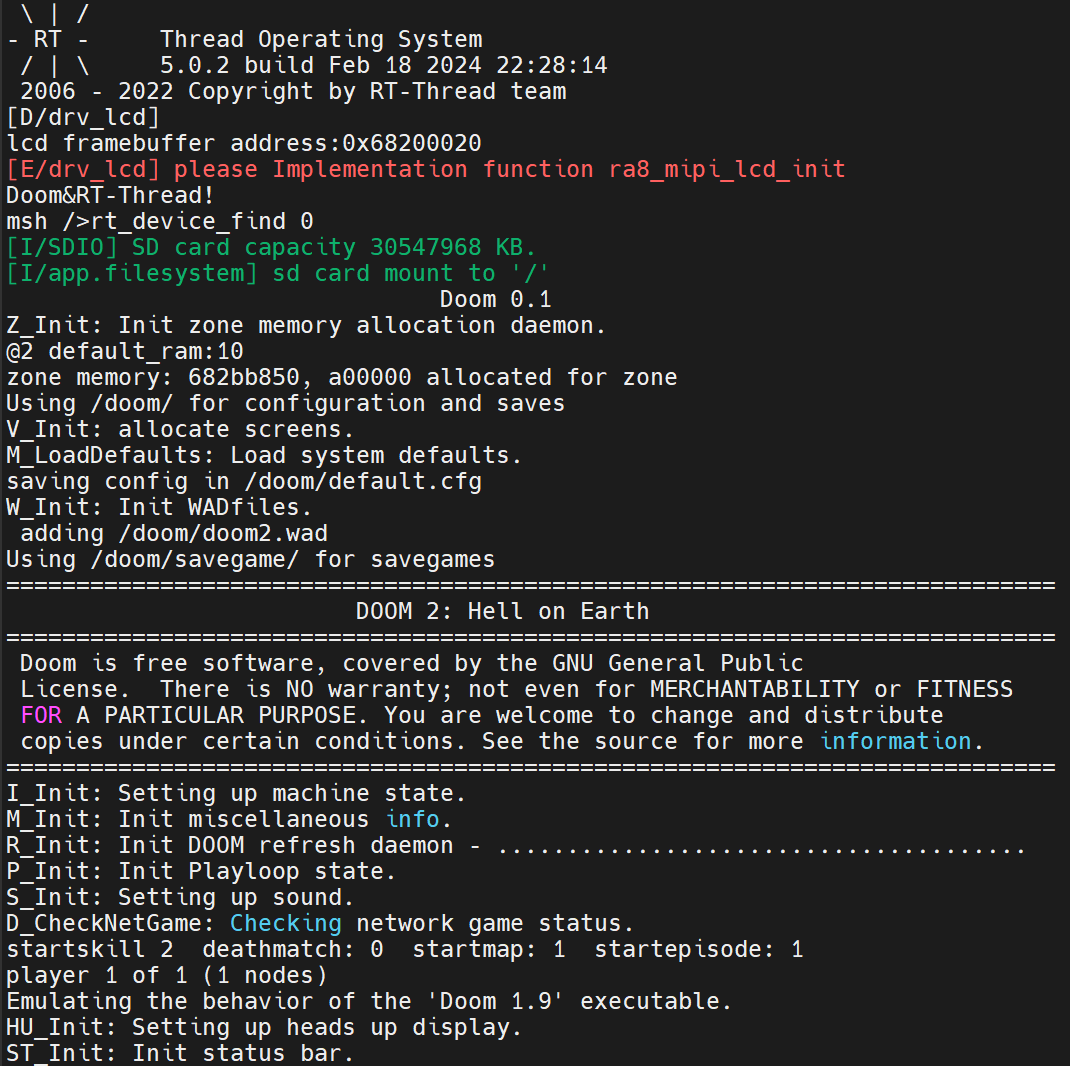 \ | /
- RT -     Thread Operating System
 / | \     5.0.2 build Feb 18 2024 22:28:14
 2006 - 2022 Copyright by RT-Thread team
[D/drv_lcd]
lcd framebuffer address:0x68200020
[E/drv_lcd] please Implementation function ra8_mipi_lcd_init
Doom&RT-Thread!
msh />rt_device_find 0
[I/SDIO] SD card capacity 30547968 KB.
[I/app.filesystem] sd card mount to '/'
                               Doom 0.1
Z_Init: Init zone memory allocation daemon.
@2 default_ram:10
zone memory: 682bb850, a00000 allocated for zone
Using /doom/ for configuration and saves
V_Init: allocate screens.
M_LoadDefaults: Load system defaults.
saving config in /doom/default.cfg
W_Init: Init WADfiles.
 adding /doom/doom2.wad
Using /doom/savegame/ for savegames
===========================================================================
                         DOOM 2: Hell on Earth
===========================================================================
 Doom is free software, covered by the GNU General Public
 License.  There is NO warranty; not even for MERCHANTABILITY or FITNESS
 FOR A PARTICULAR PURPOSE. You are welcome to change and distribute
 copies under certain conditions. See the source for more information.
===========================================================================
I_Init: Setting up machine state.
M_Init: Init miscellaneous info.
R_Init: Init DOOM refresh daemon - ......................................
P_Init: Init Playloop state.
S_Init: Setting up sound.
D_CheckNetGame: Checking network game status.
startskill 2  deathmatch: 0  startmap: 1  startepisode: 1
player 1 of 1 (1 nodes)
Emulating the behavior of the 'Doom 1.9' executable.
HU_Init: Setting up heads up display.
ST_Init: Init status bar.